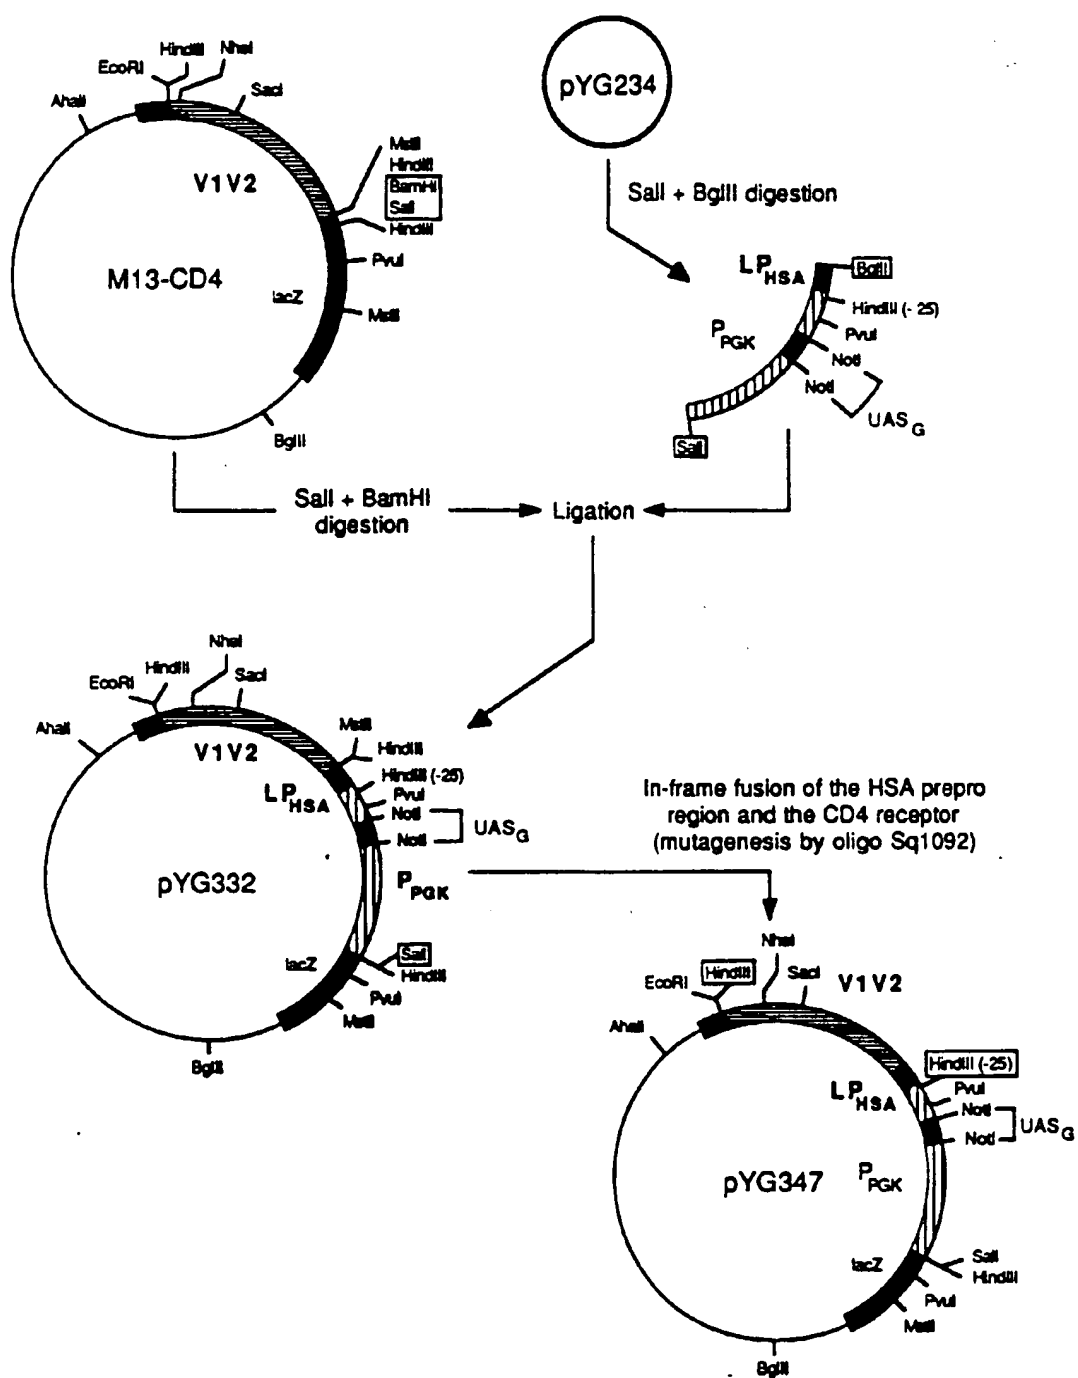 HindIII
NheI
EcoRI
SacI
AhaII
V1V2
MstII
HindIII
BamHI
SalI
HindIII
PvuI
MstII
M13-CD4
lacZ
BglII
pYG234
SalI + BglII digestion
LP HSA
BglII
HindIII (- 25)
PvuI
P PGK
NotI
NotI
UAS G
SalI
SalI + BamHI
digestion
Ligation
NheI
HindIII
SacI
EcoRI
AhaII
V1V2
MstII
HindIII
HindIII (-25)
LP HSA
PvuI
NotI
UAS G
NotI
pYG332
P PGK
lacZ
SalI
HindIII
PvuI
MstII
BglII
In-frame fusion of the HSA prepro
region and the CD4 receptor
(mutagenesis by oligo Sq1092)
NheI
HindIII
SacI
EcoRI
V1V2
AhaII
HindIII (-25)
LP HSA
PvuI
NotI
UAS G
NotI
pYG347
P PGK
lacZ
SalI
HindIII
PvuI
MstII
BglII